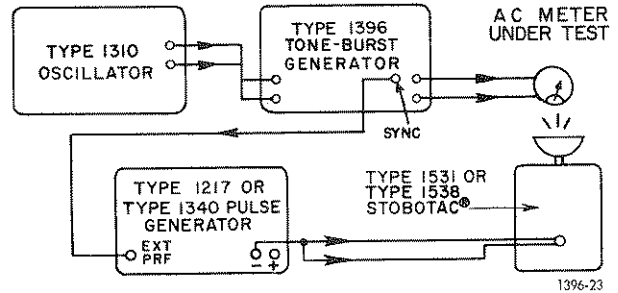 TYPE 1310
OSCILLATOR
TYPE 1396
TONE-BURST
GENERATOR
SYNC
AC METER
UNDER TEST
TYPE 1217 OR
TYPE 1340 PULSE
GENERATOR
EXT
PRF
- +
TYPE 1531 OR
TYPE 1538
STOBOTAC®
1396-23